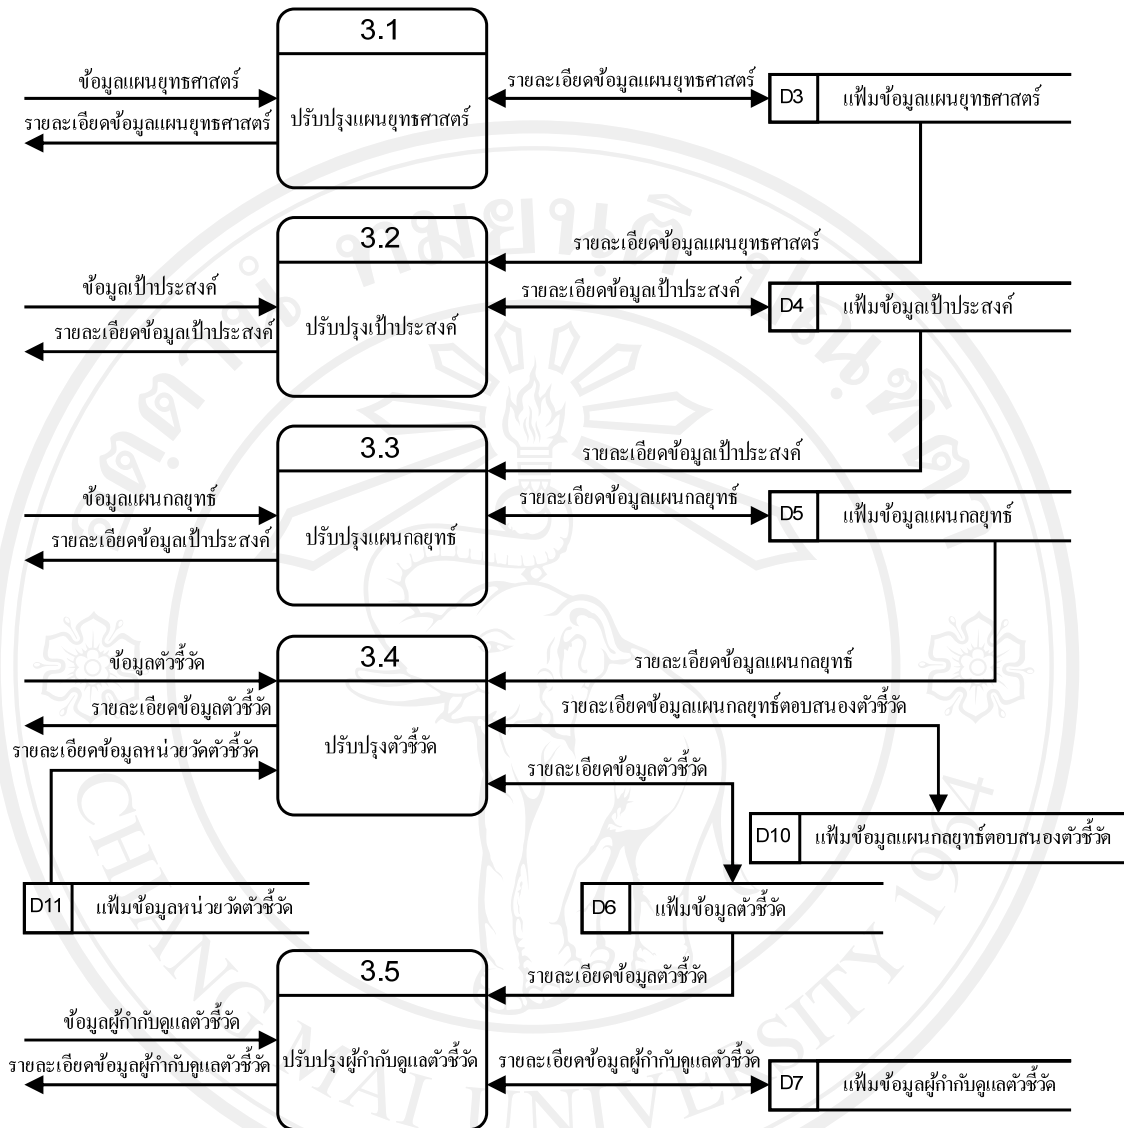 3.1
ข้อมูลแผนยุทธศาสตร์
รายละเอียดข้อมูลแผนยุทธศาสตร์
ปรับปรุงแผนยุทธศาสตร์
รายละเอียดข้อมูลแผนยุทธศาสตร์
D3 แฟ้มข้อมูลแผนยุทธศาสตร์
3.2
รายละเอียดข้อมูลแผนยุทธศาสตร์
ข้อมูลเป้าประสงค์
รายละเอียดข้อมูลเป้าประสงค์
ปรับปรุงเป้าประสงค์
รายละเอียดข้อมูลเป้าประสงค์
D4 แฟ้มข้อมูลเป้าประสงค์
3.3
รายละเอียดข้อมูลเป้าประสงค์
ข้อมูลแผนกลยุทธ์
รายละเอียดข้อมูลเป้าประสงค์
ปรับปรุงแผนกลยุทธ์
รายละเอียดข้อมูลแผนกลยุทธ์
D5 แฟ้มข้อมูลแผนกลยุทธ์
3.4
ข้อมูลตัวชี้วัด
รายละเอียดข้อมูลตัวชี้วัด
รายละเอียดข้อมูลหน่วยวัดตัวชี้วัด
ปรับปรุงตัวชี้วัด
รายละเอียดข้อมูลแผนกลยุทธ์
รายละเอียดข้อมูลแผนกลยุทธ์ตอบสนองตัวชี้วัด
รายละเอียดข้อมูลตัวชี้วัด
D10 แฟ้มข้อมูลแผนกลยุทธ์ตอบสนองตัวชี้วัด
D11 แฟ้มข้อมูลหน่วยวัดตัวชี้วัด
D6 แฟ้มข้อมูลตัวชี้วัด
3.5
รายละเอียดข้อมูลตัวชี้วัด
ข้อมูลผู้กำกับดูแลตัวชี้วัด
รายละเอียดข้อมูลผู้กำกับดูแลตัวชี้วัด
ปรับปรุงผู้กำกับดูแลตัวชี้วัด
รายละเอียดข้อมูลผู้กำกับดูแลตัวชี้วัด
D7 แฟ้มข้อมูลผู้กำกับดูแลตัวชี้วัด
CHIANG MAI UNIVERSITY 1964